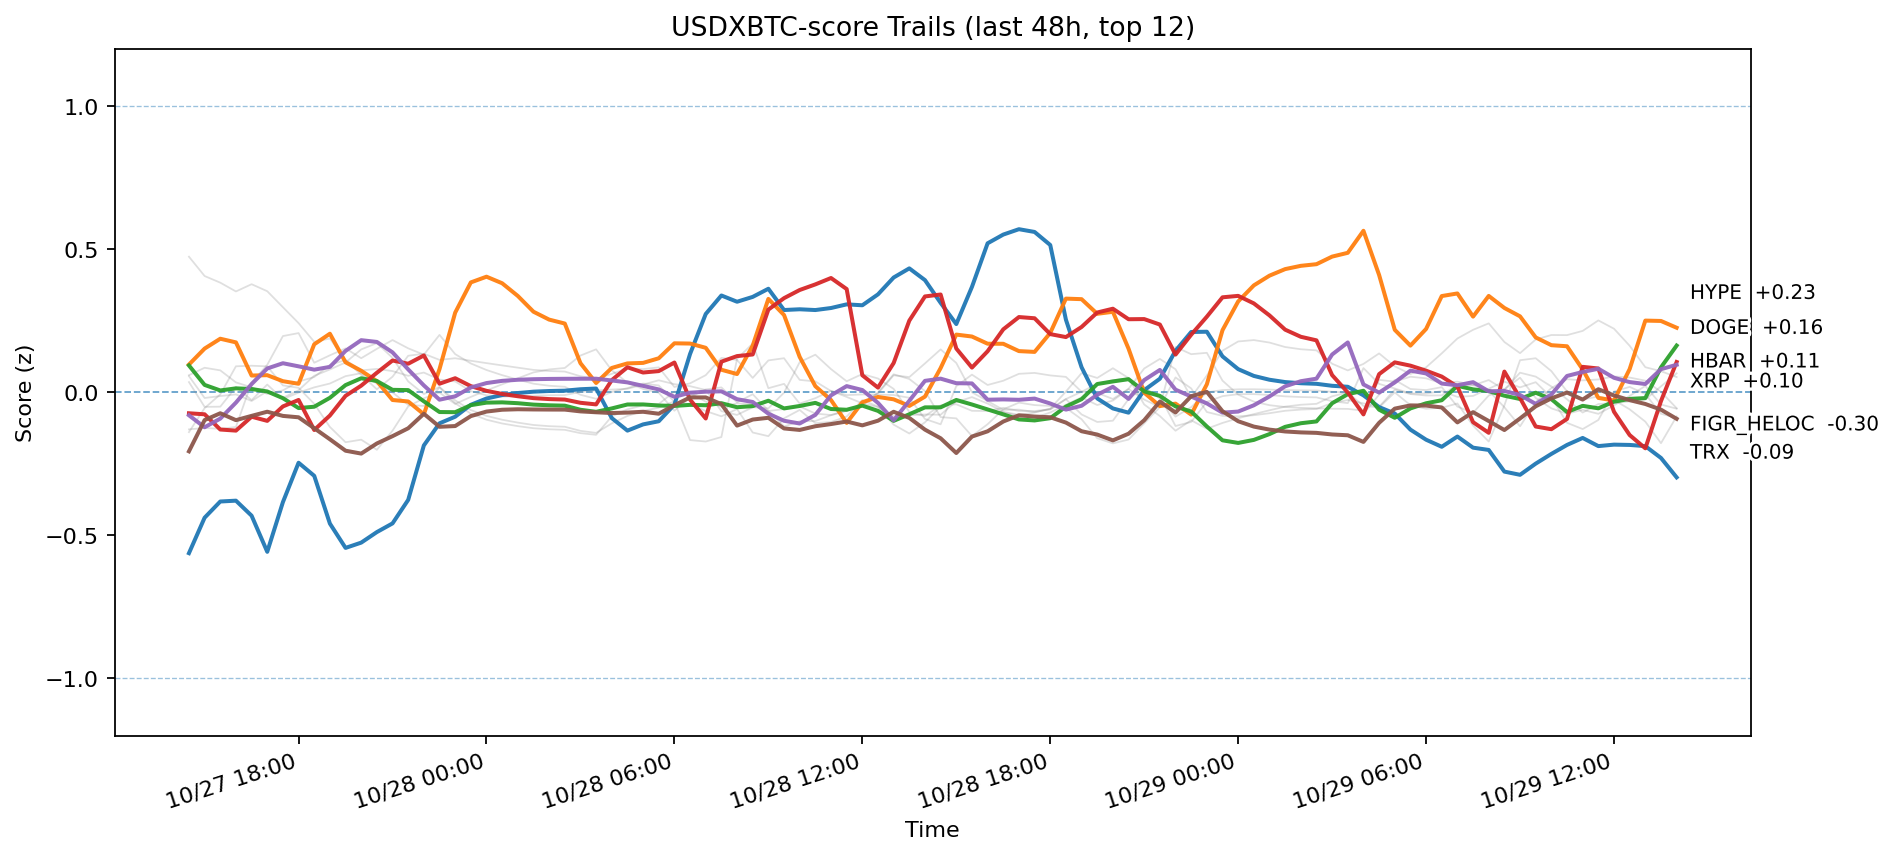 USDXBTC-score Trails (last 48h, top 12)
Score (z)
1.0
0.5
0.0
−0.5
−1.0
HYPE +0.23
DOGE +0.16
HBAR +0.11
XRP +0.10
FIGR_HELOC -0.30
TRX -0.09
10/27 18:00
10/28 00:00
10/28 06:00
10/28 12:00
10/28 18:00
10/29 00:00
10/29 06:00
10/29 12:00
Time